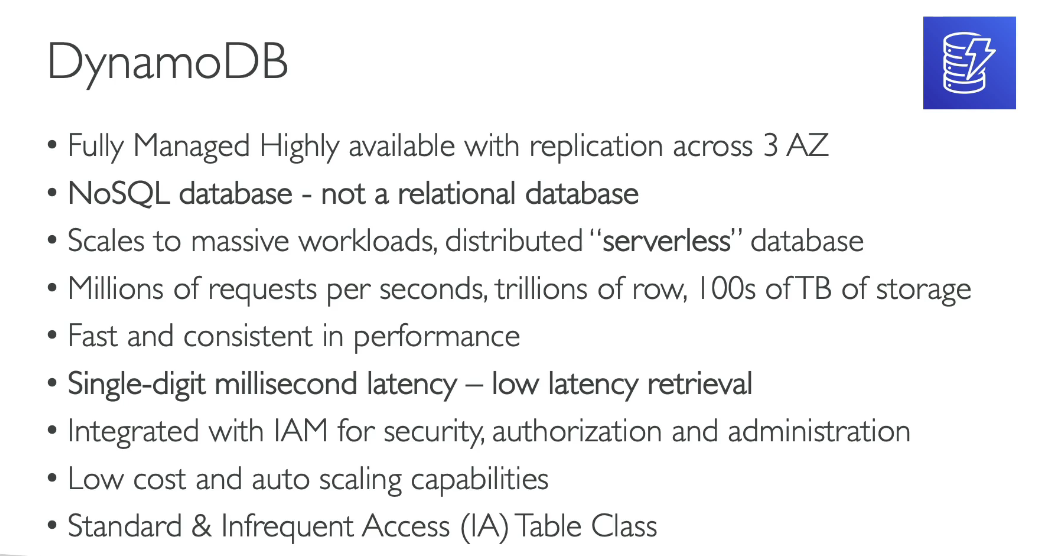 DynamoDB
• Fully Managed Highly available with replication across 3 AZ
• NoSQL database - not a relational database
• Scales to massive workloads, distributed “serverless” database
• Millions of requests per seconds, trillions of row, 100s of TB of storage
• Fast and consistent in performance
• Single-digit millisecond latency – low latency retrieval
• Integrated with IAM for security, authorization and administration
• Low cost and auto scaling capabilities
• Standard & Infrequent Access (IA) Table Class